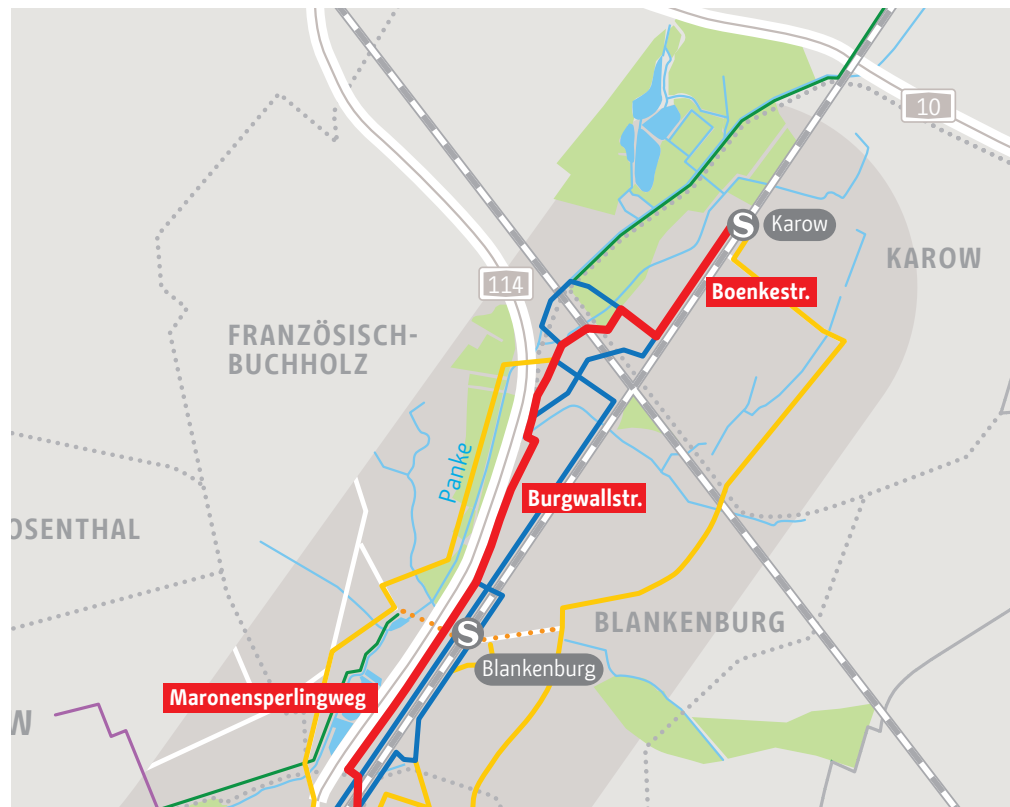 10
S Karow
KAROW
Boenkestr.
114
FRANZÖSISCH-
BUCHHOLZ
Panke
Burgwallstr.
OSENTHAL
BLANKENBURG
S
Blankenburg
Maronensperlingweg
W